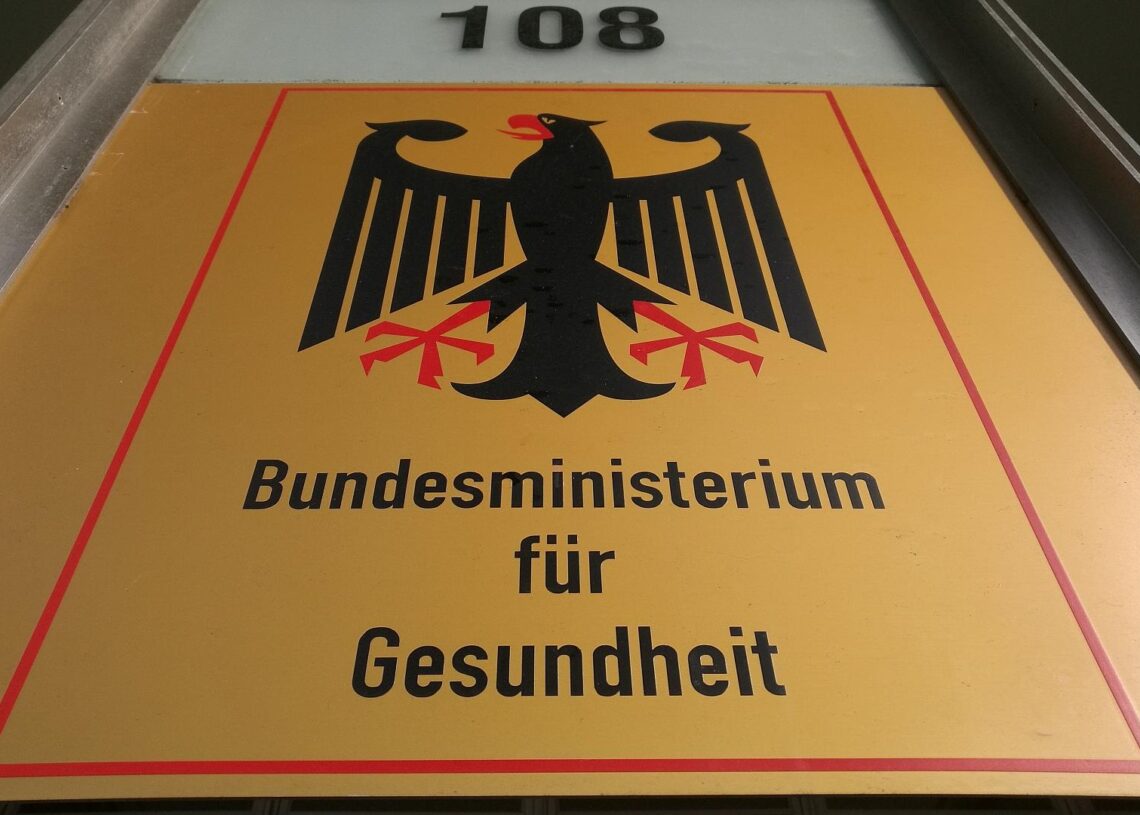 108
Bundesministerium
für
Gesundheit